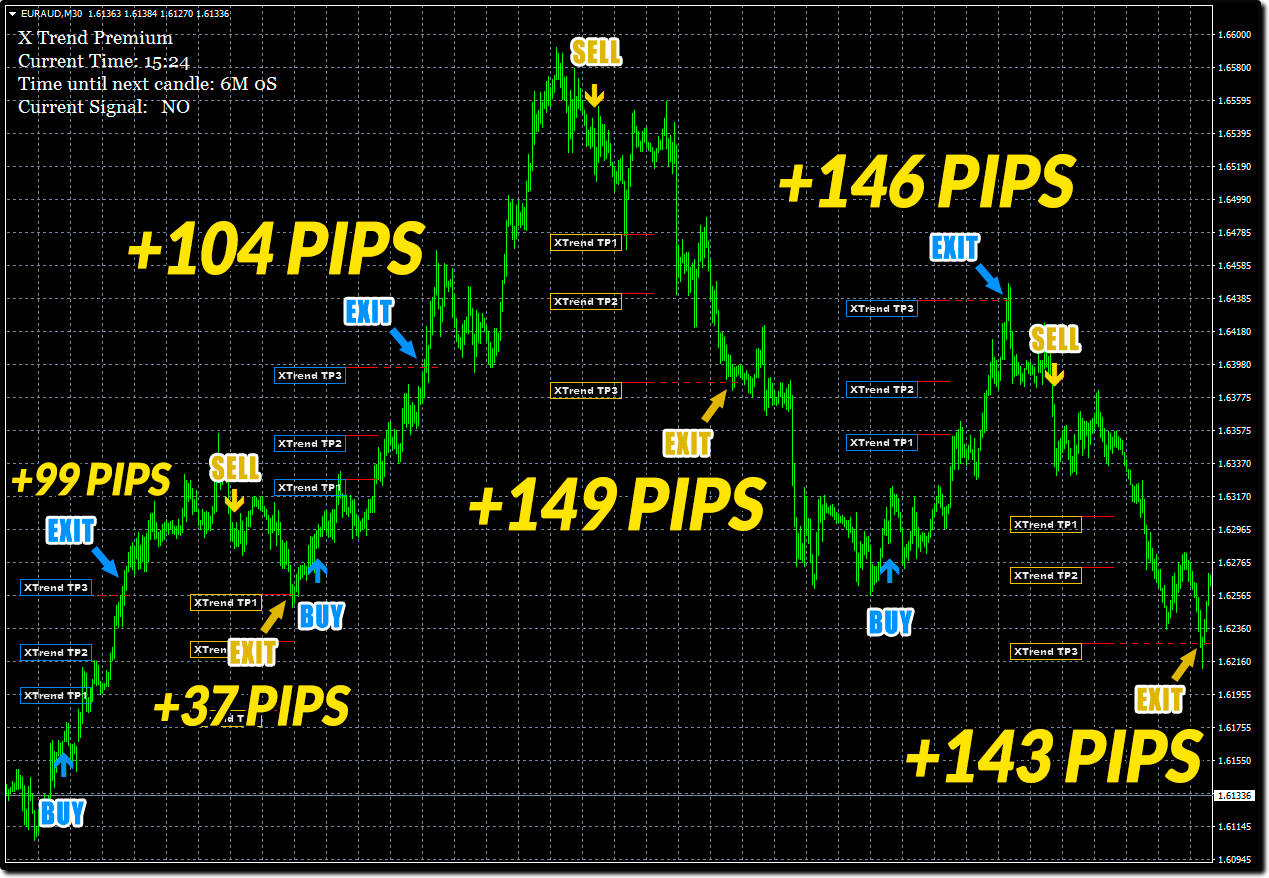 EURAUD,M30 1.61363 1.61384 1.61270 1.61336
X Trend Premium
Current Time: 15:24
Time until next candle: 6M 0S
Current Signal: NO
SELL
+146 PIPS
+104 PIPS
EXIT
XTrend TP1
EXIT
XTrend TP2
XTrend TP3
SELL
XTrend TP3
XTrend TP3
XTrend TP2
XTrend TP2
EXIT
XTrend TP1
+99 PIPS
SELL
XTrend TP1
+149 PIPS
EXIT
XTrend TP1
XTrend TP3
XTrend TP1
BUY
XTrend TP2
BUY
XTrend TP2
XTren
EXIT
XTrend TP3
XTrend TP1
+37 PIPS
EXIT
+143 PIPS
BUY
1.66000
1.65800
1.65595
1.65395
1.65190
1.64990
1.64785
1.64585
1.64385
1.64180
1.63980
1.63775
1.63575
1.63370
1.63170
1.62965
1.62765
1.62565
1.62360
1.62160
1.61955
1.61755
1.61550
1.61336
1.61145
1.60945